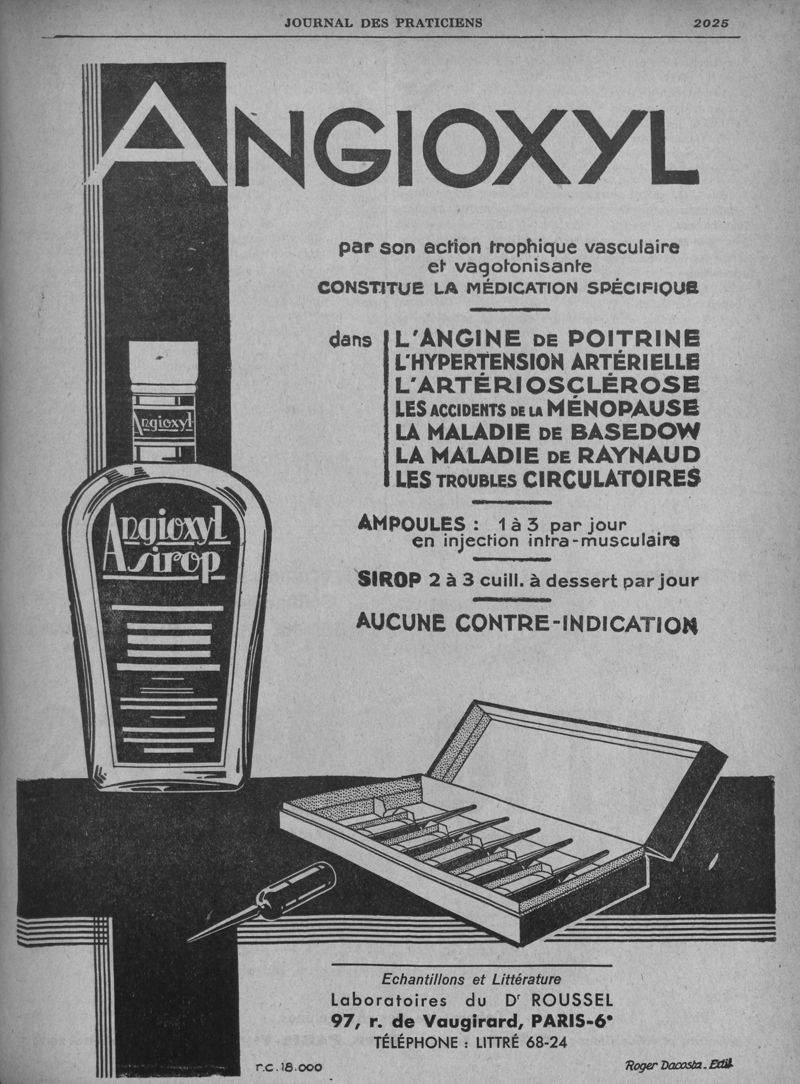 JOURNAL DES PRATICIENS 2025
ANGIOXYL
par son action trophique vasculaire
et vagotonisante
CONSTITUE LA MÉDICATION SPÉCIFIQUE
dans
L'ANGINE DE POITRINE
L'HYPERTENSION ARTÉRIELLE
L'ARTÉRIOSCLÉROSE
LES ACCIDENTS DE LA MÉNOPAUSE
LA MALADIE DE BASEDOW
LA MALADIE DE RAYNAUD
LES TROUBLES CIRCULATOIRES
Angioxyl
Angioxyl
sirop
AMPOULES : 1 à 3 par jour
en injection intra-musculaire
SIROP 2 à 3 cuill. à dessert par jour
AUCUNE CONTRE-INDICATION
Echantillons et Littérature
Laboratoires du Dr ROUSSEL
97, r. de Vaugirard, PARIS-6e
TÉLÉPHONE : LITTRÉ 68-24
r.c. 18.000
Roger Dacosta. Edit.